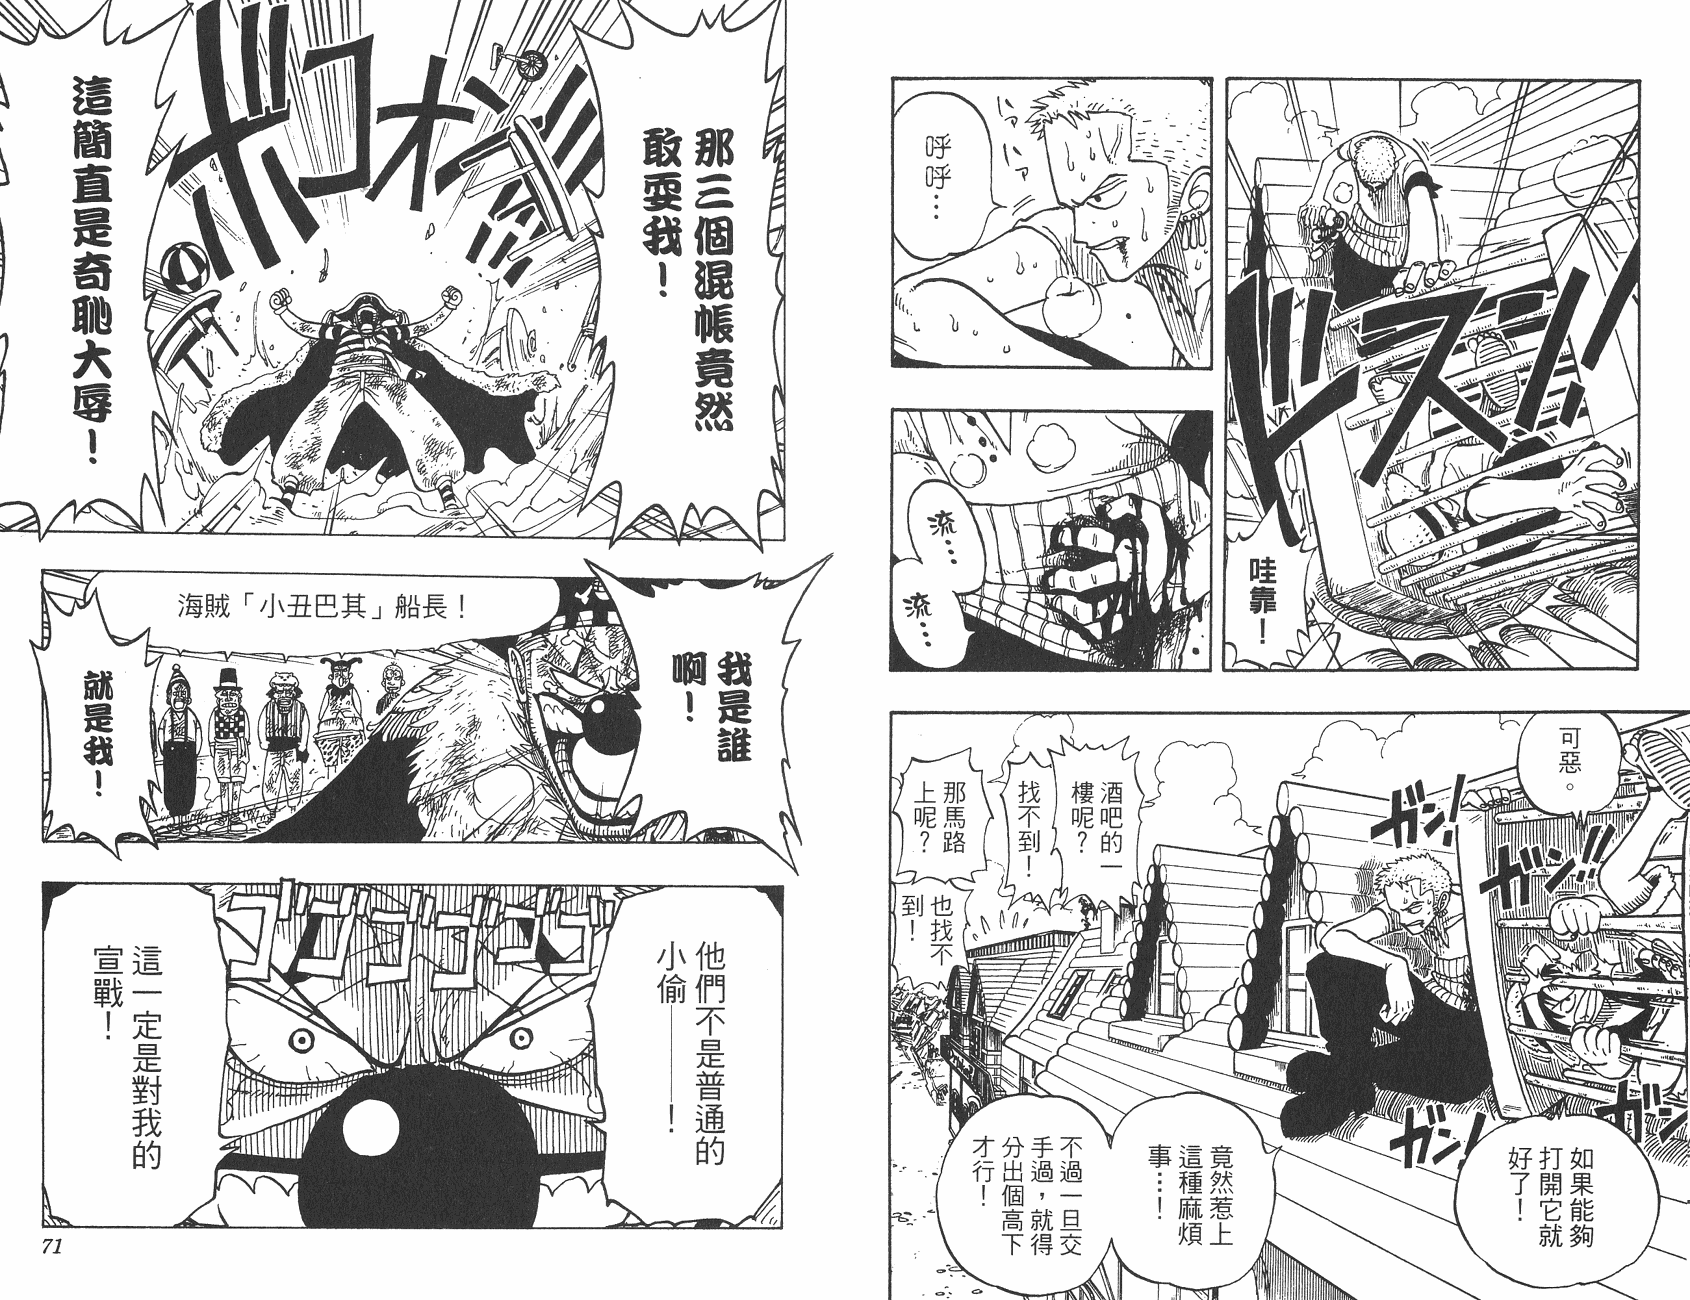 ドスン!!
哇靠！
呼
呼…
流…
流…
可惡。
ガン!
ガン!!
酒吧的一
樓呢？
找不到！
那馬路
上呢？
也找不
到！
ガン!
ガン!
如果能夠
打開它就
好了！
竟然惹上
這種麻煩
事…！
不過一旦交
手過，就得
分出個高下
才行！
ドコオン!!
那三個混帳竟然
敢耍我！
這簡直是奇恥大辱！
我是誰
啊！
海賊「小丑巴其」船長！
就是我！
他們不是普通的
小偷——！
ゴゴゴゴゴゴ
這一定是對我的
宣戰！
71